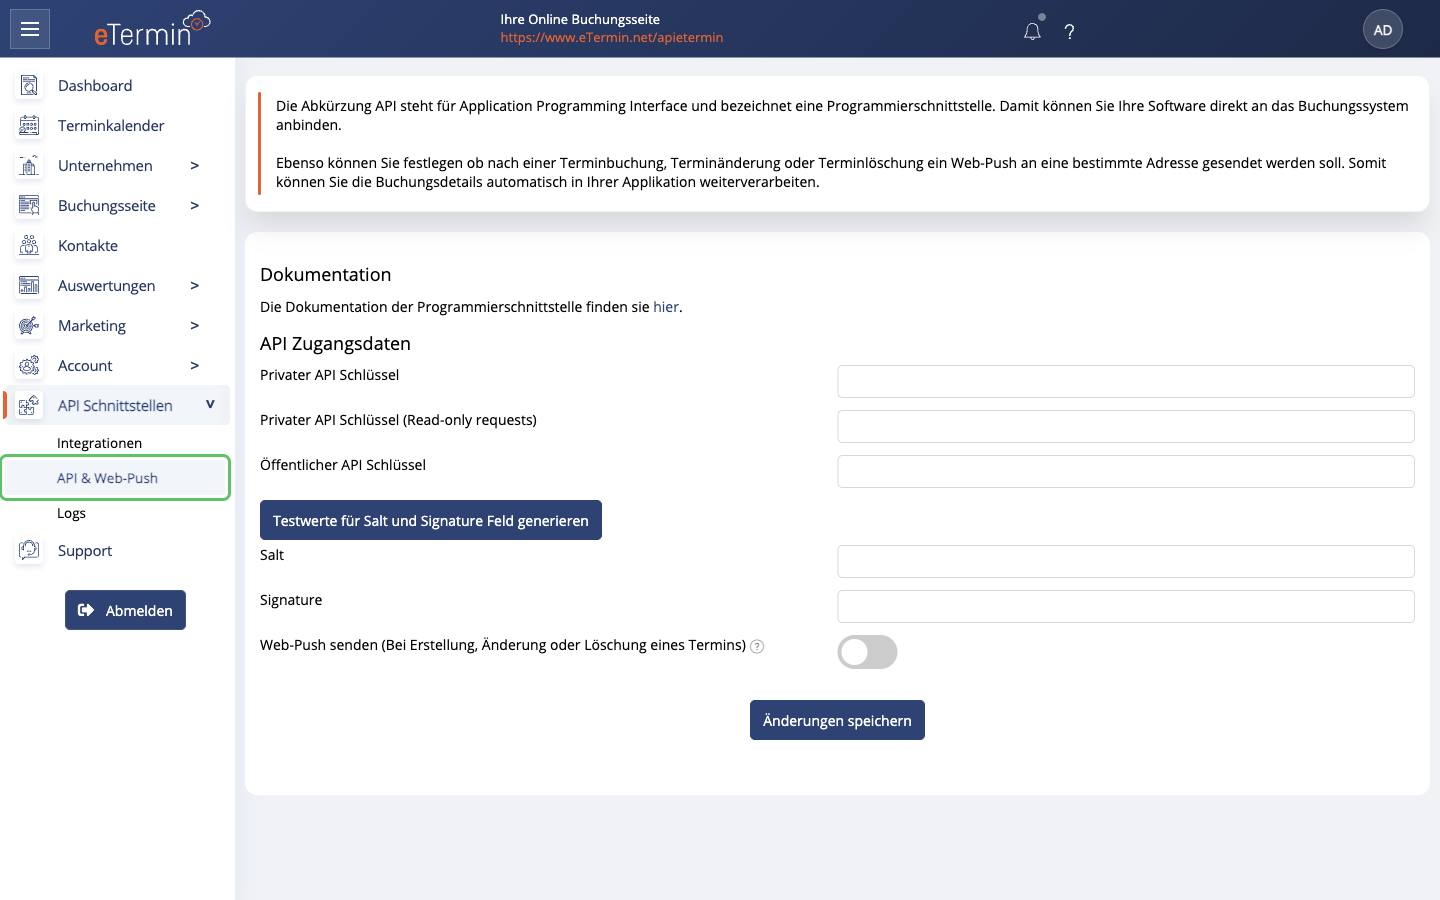 eTermin
Ihre Online Buchungsseite
https://www.eTermin.net/apietermin
?
AD
Dashboard
Terminkalender
Unternehmen >
Buchungsseite >
Kontakte
Auswertungen >
Marketing >
Account >
API Schnittstellen v
Integrationen
API & Web-Push
Logs
Support
Abmelden
Die Abkürzung API steht für Application Programming Interface und bezeichnet eine Programmierschnittstelle. Damit können Sie Ihre Software direkt an das Buchungssystem
anbinden.
Ebenso können Sie festlegen ob nach einer Terminbuchung, Terminänderung oder Terminlöschung ein Web-Push an eine bestimmte Adresse gesendet werden soll. Somit
können Sie die Buchungsdetails automatisch in Ihrer Applikation weiterverarbeiten.
Dokumentation
Die Dokumentation der Programmierschnittstelle finden sie hier.
API Zugangsdaten
Privater API Schlüssel
Privater API Schlüssel (Read-only requests)
Öffentlicher API Schlüssel
Testwerte für Salt und Signature Feld generieren
Salt
Signature
Web-Push senden (Bei Erstellung, Änderung oder Löschung eines Termins) ?
Änderungen speichern